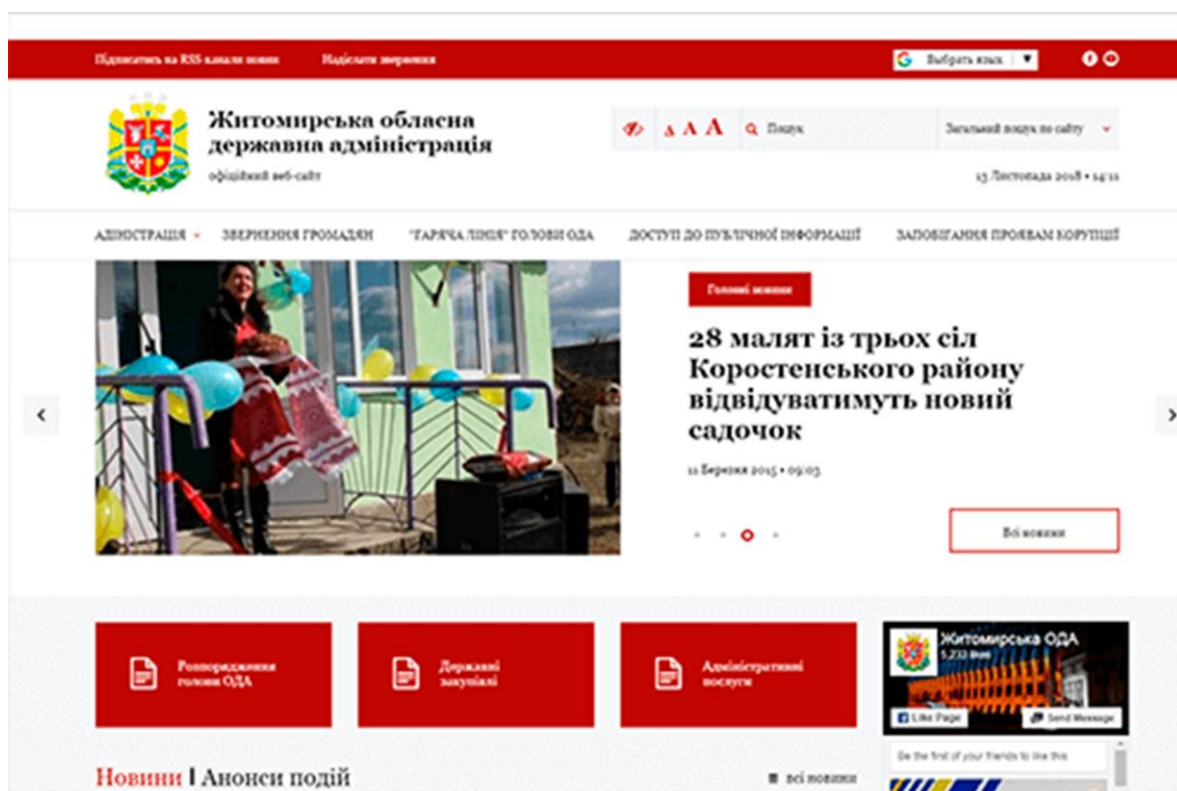 Підписатись на RSS-канали новин
Надіслати звернення
Выбрать язык
Житомирська обласна
державна адміністрація
офіційний веб-сайт
А А А
Пошук
Загальний пошук по сайту
13 Листопада 2018 • 14:11
АДІНІСТРАЦІЯ
ЗВЕРНЕННЯ ГРОМАДЯН
"ГАРЯЧА ЛІНІЯ" ГОЛОВИ ОДА
ДОСТУП ДО ПУБЛІЧНОЇ ІНФОРМАЦІЇ
ЗАПОБІГАННЯ ПРОЯВАМ КОРУПЦІЇ
Головні новини
28 малят із трьох сіл
Коростенського району
відвідуватимуть новий
садочок
11 Березня 2015 • 09:03
Всі новини
Розпорядження
голови ОДА
Державні
закупівлі
Адміністративні
послуги
Житомирська ОДА
5,233 likes
Like Page
Send Message
Be the first of your friends to like this
Новини | Анонси подій
всі новини